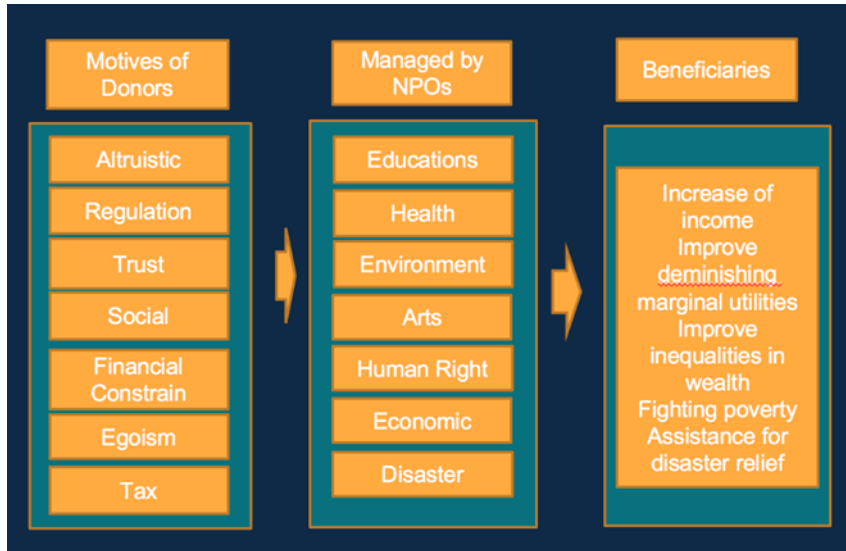 Motives of
Donors
Altruistic
Regulation
Trust
Social
Financial
Constrain
Egoism
Tax
Managed by
NPOs
Educations
Health
Environment
Arts
Human Right
Economic
Disaster
Beneficiaries
Increase of
income
Improve
deminishing
marginal utilities
Improve
inequalities in
wealth
Fighting poverty
Assistance for
disaster relief